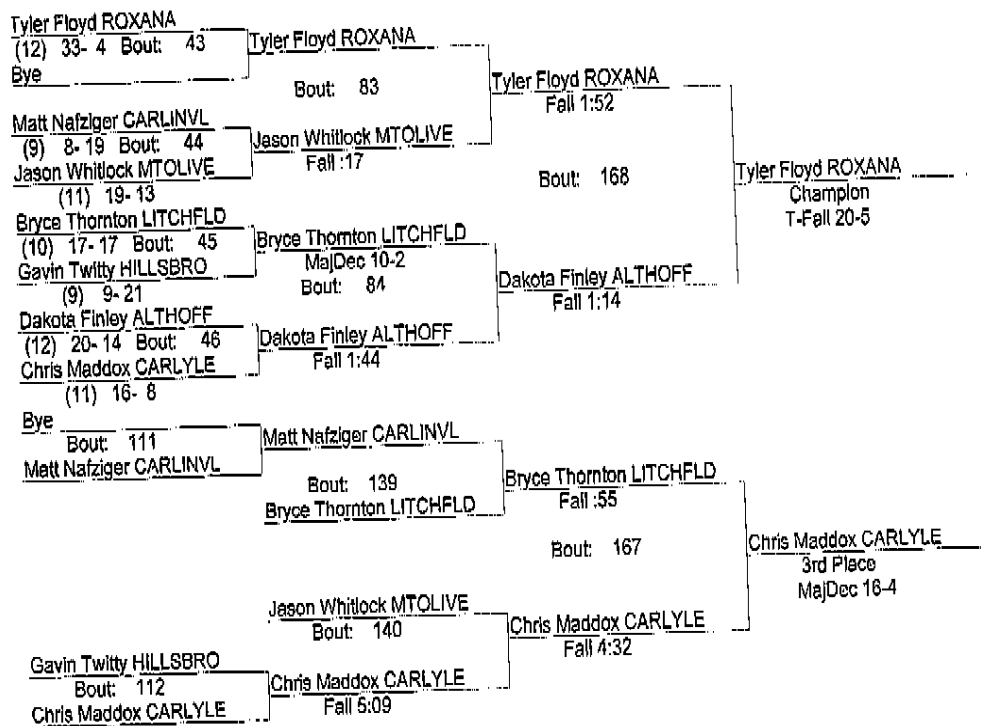 Tyler Floyd ROXANA
(12) 33- 4 Bout: 43
Bye
Tyler Floyd ROXANA
Bout: 83
Matt Nafziger CARLINVL
(9) 8- 19 Bout: 44
Jason Whitlock MTOLIVE
(11) 19- 13
Jason Whitlock MTOLIVE
Fall :17
Tyler Floyd ROXANA
Fall 1:52
Bout: 168
Bryce Thornton LITCHFLD
(10) 17- 17 Bout: 45
Gavin Twitty HILLSBRO
(9) 9- 21
Bryce Thornton LITCHFLD
MajDec 10-2
Bout: 84
Dakota Finley ALTHOFF
(12) 20- 14 Bout: 46
Chris Maddox CARLYLE
(11) 16- 8
Dakota Finley ALTHOFF
Fall 1:44
Dakota Finley ALTHOFF
Fall 1:14
Tyler Floyd ROXANA
Champion
T-Fall 20-5
Bye
Bout: 111
Matt Nafziger CARLINVL
Matt Nafziger CARLINVL
Bout: 139
Bryce Thornton LITCHFLD
Bryce Thornton LITCHFLD
Fall :55
Bout: 167
Jason Whitlock MTOLIVE
Bout: 140
Gavin Twitty HILLSBRO
Bout: 112
Chris Maddox CARLYLE
Chris Maddox CARLYLE
Fall 5:09
Chris Maddox CARLYLE
Fall 4:32
Chris Maddox CARLYLE
3rd Place
MajDec 16-4